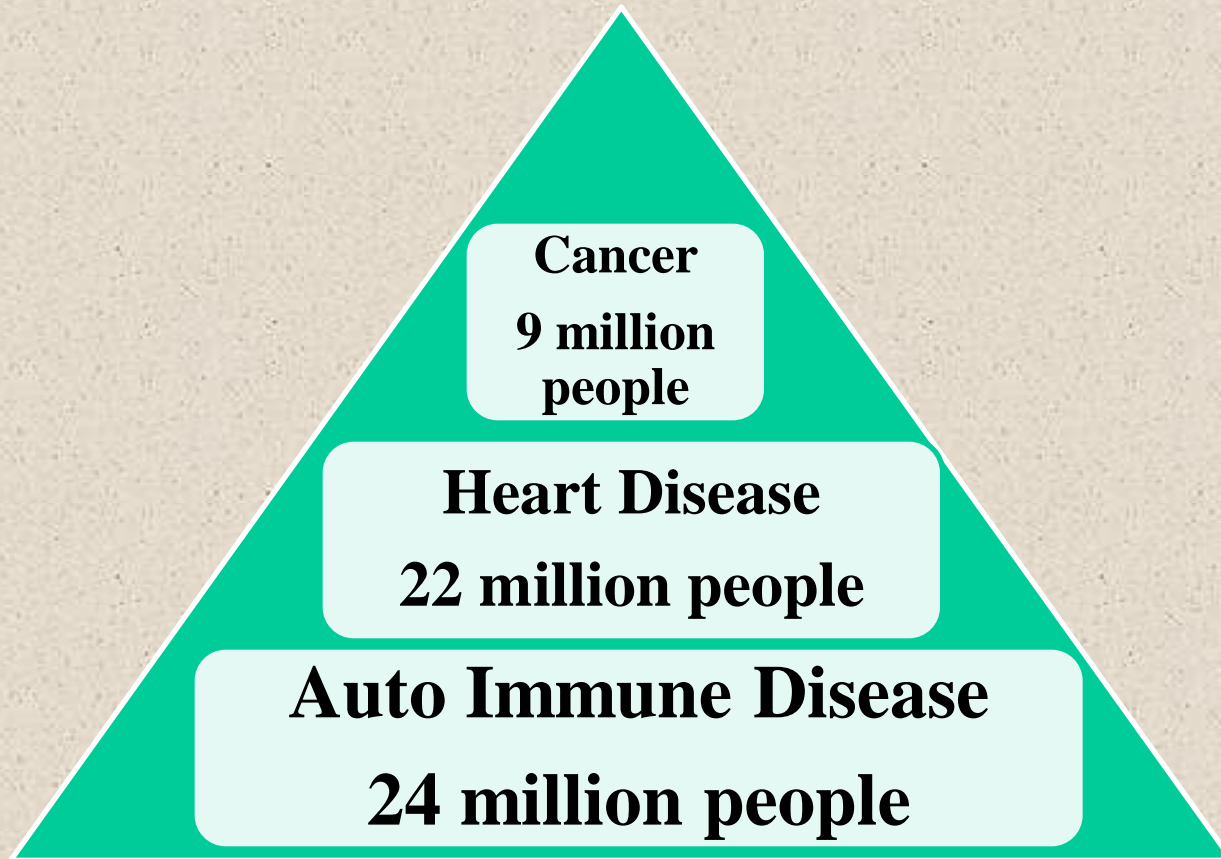 Cancer
9 million
people
Heart Disease
22 million people
Auto Immune Disease
24 million people